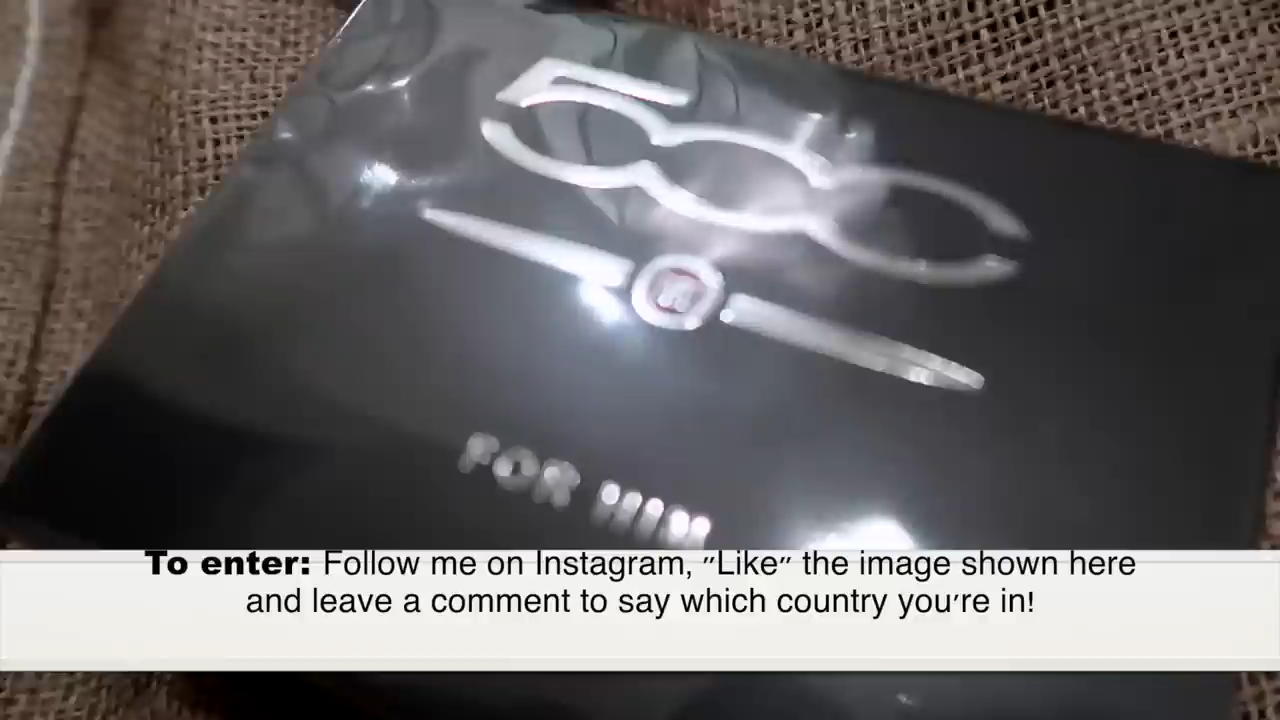 500
FOR HIM
To enter: Follow me on Instagram, "Like" the image shown here
and leave a comment to say which country you're in!